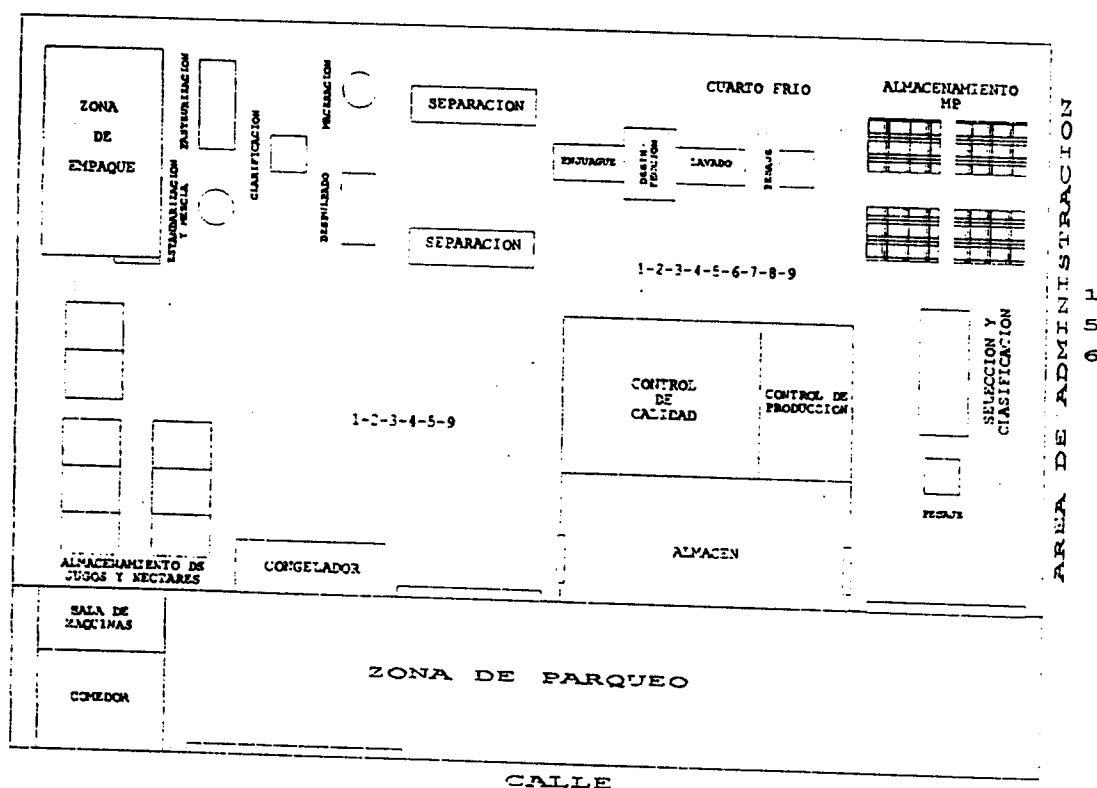 ZONA
DE
EMPAQUE
PASTEURIZACION
ESTANDARIZACION
Y MEZCLA
CLARIFICACION
MACERACION
DESPULPADO
SEPARACION
SEPARACION
CUARTO FRIO
ENJUAGUE
DESIN-
FECCION
LAVADO
PESAJE
ALMACENAMIENTO
MP
1-2-3-4-5-6-7-8-9
CONTROL
DE
CALIDAD
CONTROL DE
PRODUCCION
SELECCION Y
CLASIFICACION
PESAJE
1-2-3-4-5-9
ALMACEN
ALMACENAMIENTO DE
JUGOS Y NECTARES
CONGELADOR
SALA DE
MAQUINAS
COMEDOR
ZONA DE PARQUEO
CALLE
AREA DE ADMINISTRACION
156